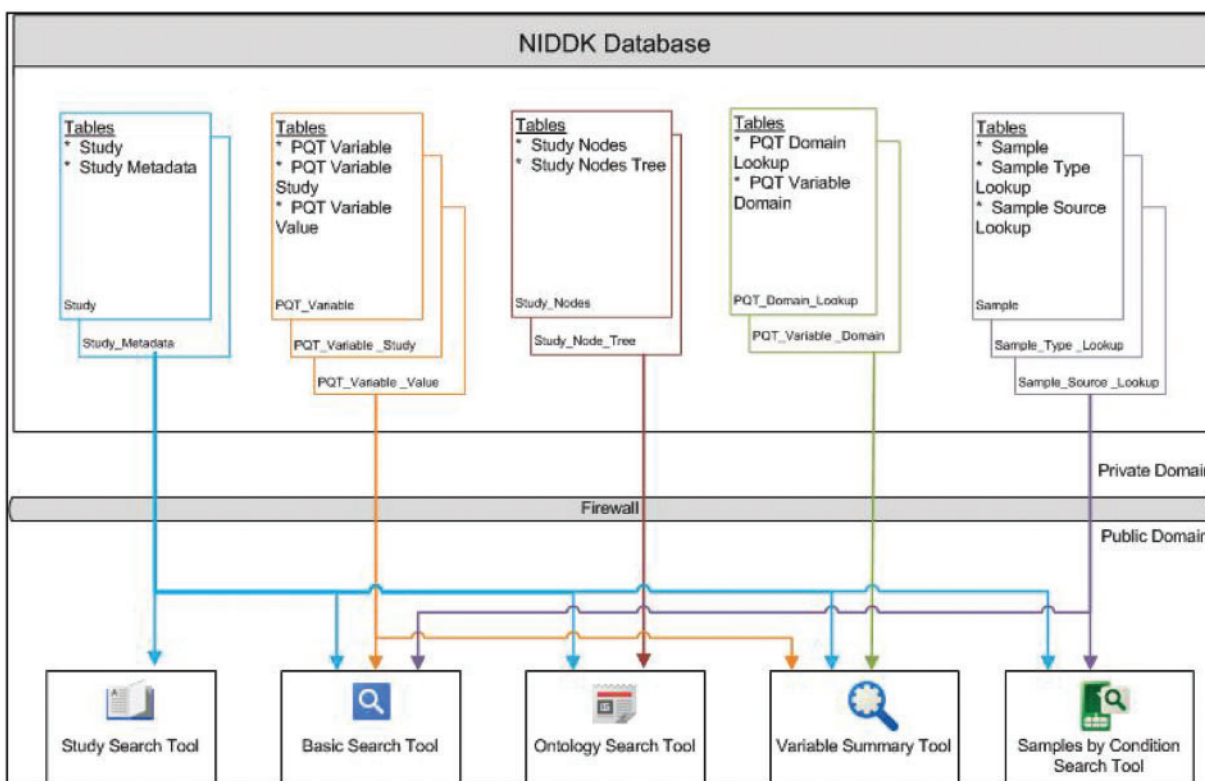 NIDDK Database
Tables
* Study
* Study Metadata
Study
Study_Metadata
Tables
* PQT Variable
* PQT Variable
Study
* PQT Variable
Value
PQT_Variable
PQT_Variable _Study
PQT_Variable _Value
Tables
* Study Nodes
* Study Nodes Tree
Study_Nodes
Study_Node_Tree
Tables
* PQT Domain
Lookup
* PQT Variable
Domain
PQT_Domain_Lookup
PQT_Variable _Domain
Tables
* Sample
* Sample Type
Lookup
* Sample Source
Lookup
Sample
Sample_Type _Lookup
Sample_Source _Lookup
Private Domain
Firewall
Public Domain
Study Search Tool
Basic Search Tool
Ontology Search Tool
Variable Summary Tool
Samples by Condition
Search Tool